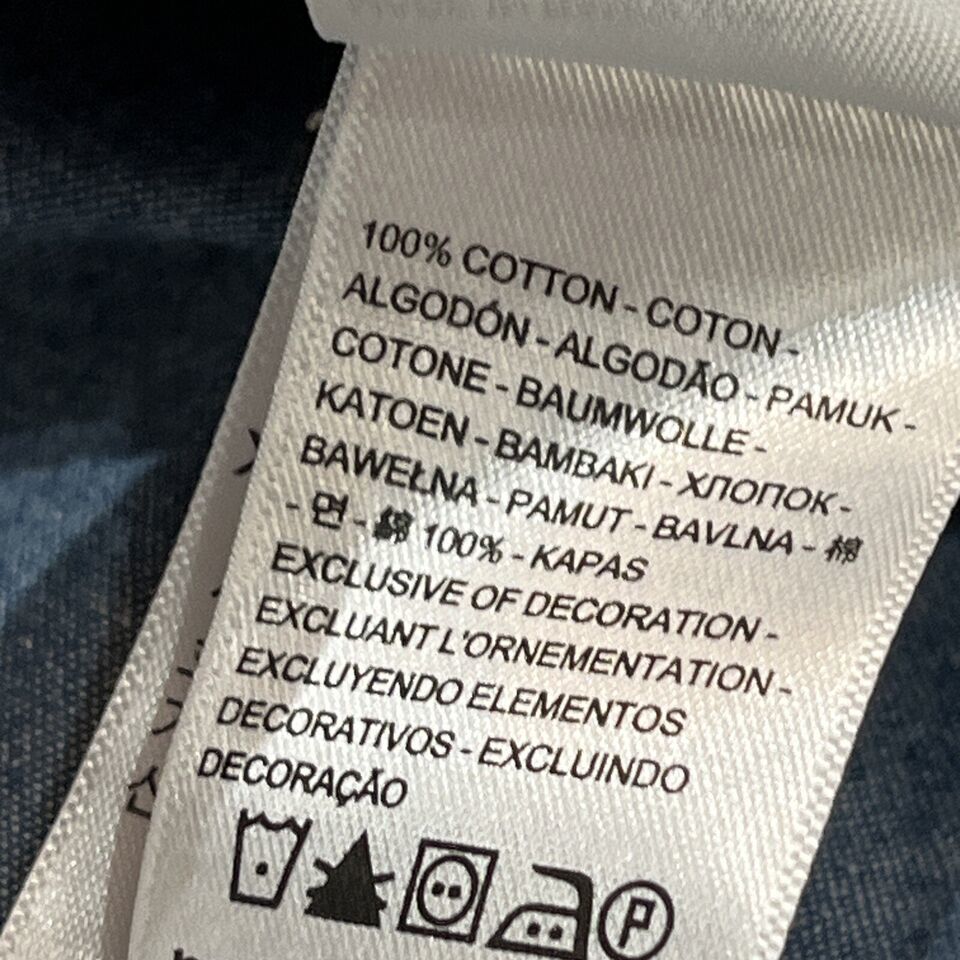 100% COTTON - COTON -
ALGODÓN - ALGODÃO - PAMUK -
COTONE - BAUMWOLLE -
KATOEN - BAMBAKI - ХЛОПОК -
BAWEŁNA - PAMUT - BAVLNA - 棉
- 면 - 綿 100% - KAPAS
EXCLUSIVE OF DECORATION -
EXCLUANT L'ORNEMENTATION -
EXCLUYENDO ELEMENTOS
DECORATIVOS - EXCLUINDO
DECORAÇÃO
P